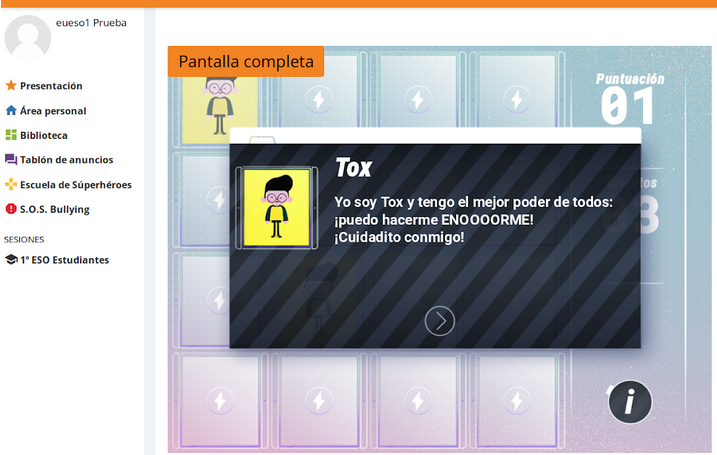 eueso1 Prueba
Presentación
Área personal
Biblioteca
Tablón de anuncios
Escuela de Súperhéroes
S.O.S. Bullying
SESIONES
1º ESO Estudiantes
Pantalla completa
Puntuación
01
Tox
Yo soy Tox y tengo el mejor poder de todos:
¡puedo hacerme ENOOOORME!
¡Cuidadito conmigo!
i